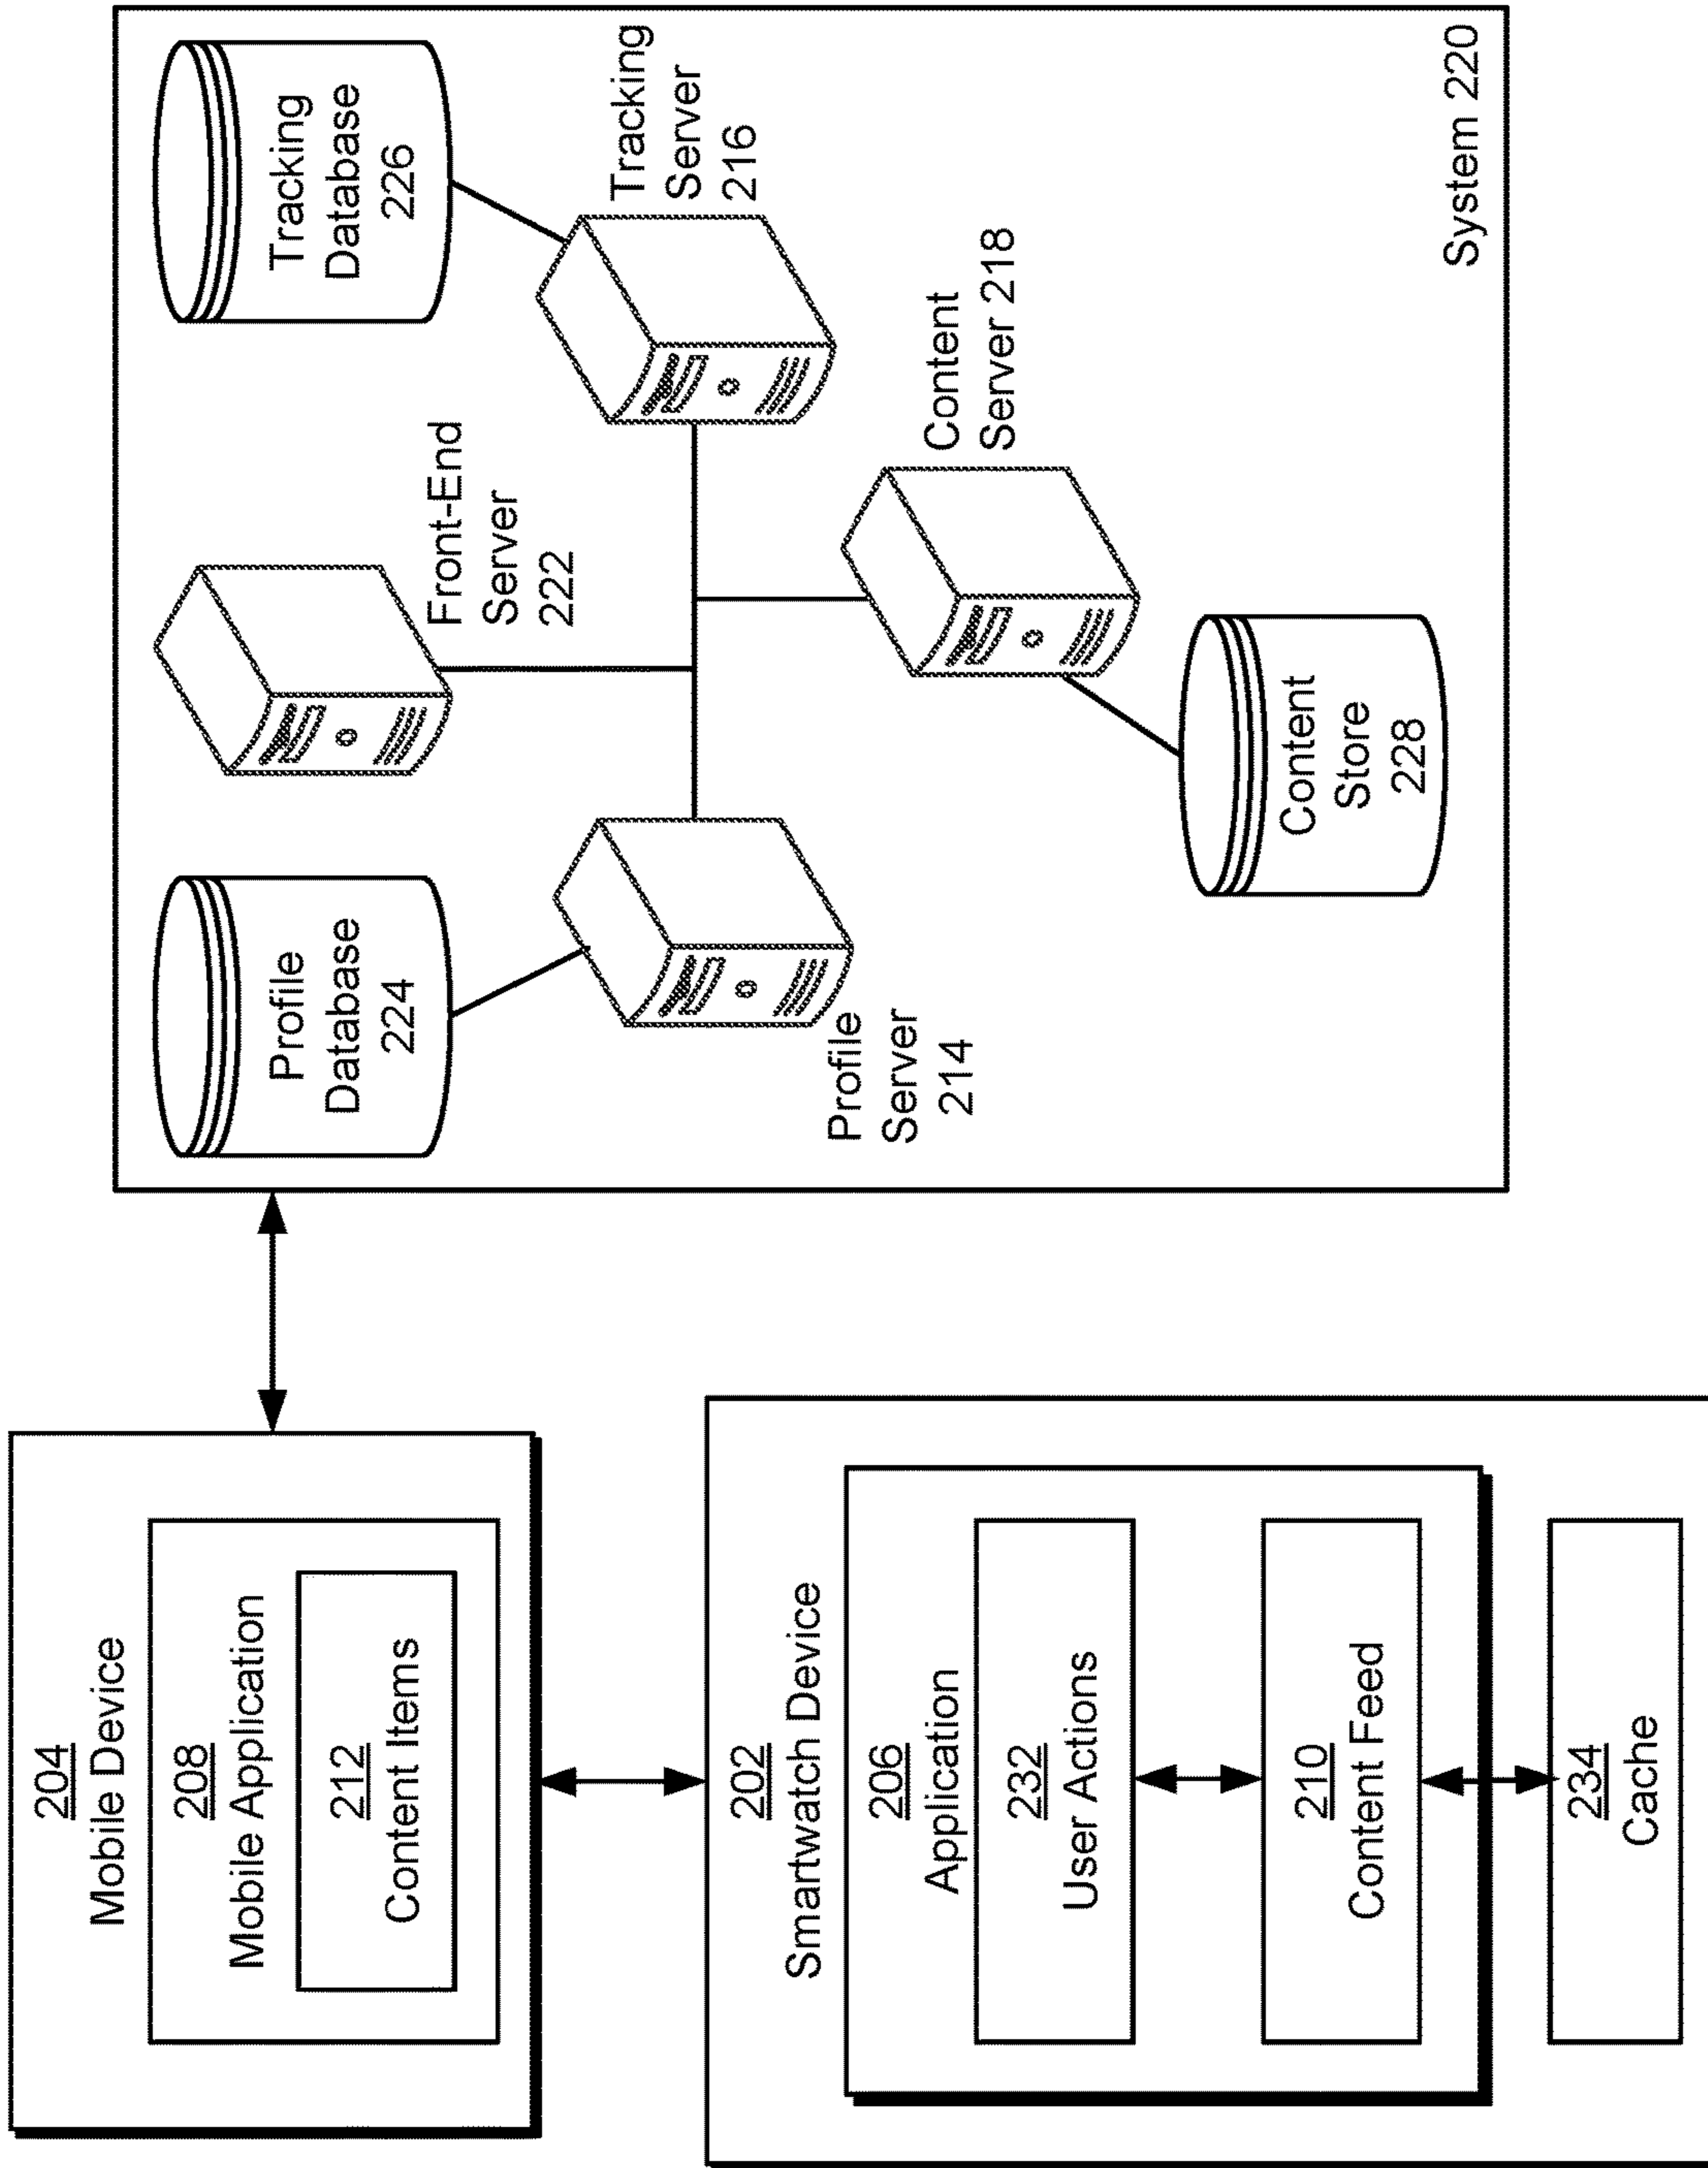 204
Mobile Device
208
Mobile Application
212
Content Items
202
Smartwatch Device
206
Application
232
User Actions
210
Content Feed
234
Cache
Profile
Database
224
Profile
Server
214
Front-End
Server
222
Tracking
Database
226
Tracking
Server
216
Content
Server 218
Content
Store
228
System 220